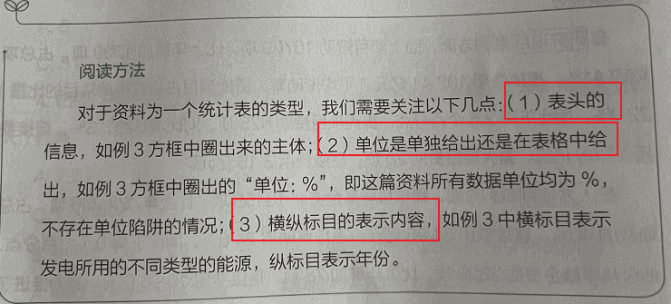 阅读方法
对于资料为一个统计表的类型，我们需要关注以下几点：（1）表头的
信息，如例3方框中圈出来的主体；（2）单位是单独给出还是在表格中给
出，如例3方框中圈出的“单位：%”，即这篇资料所有数据单位均为%，
不存在单位陷阱的情况；（3）横纵标目的表示内容，如例3中横标目表示
发电所用的不同类型的能源，纵标目表示年份。